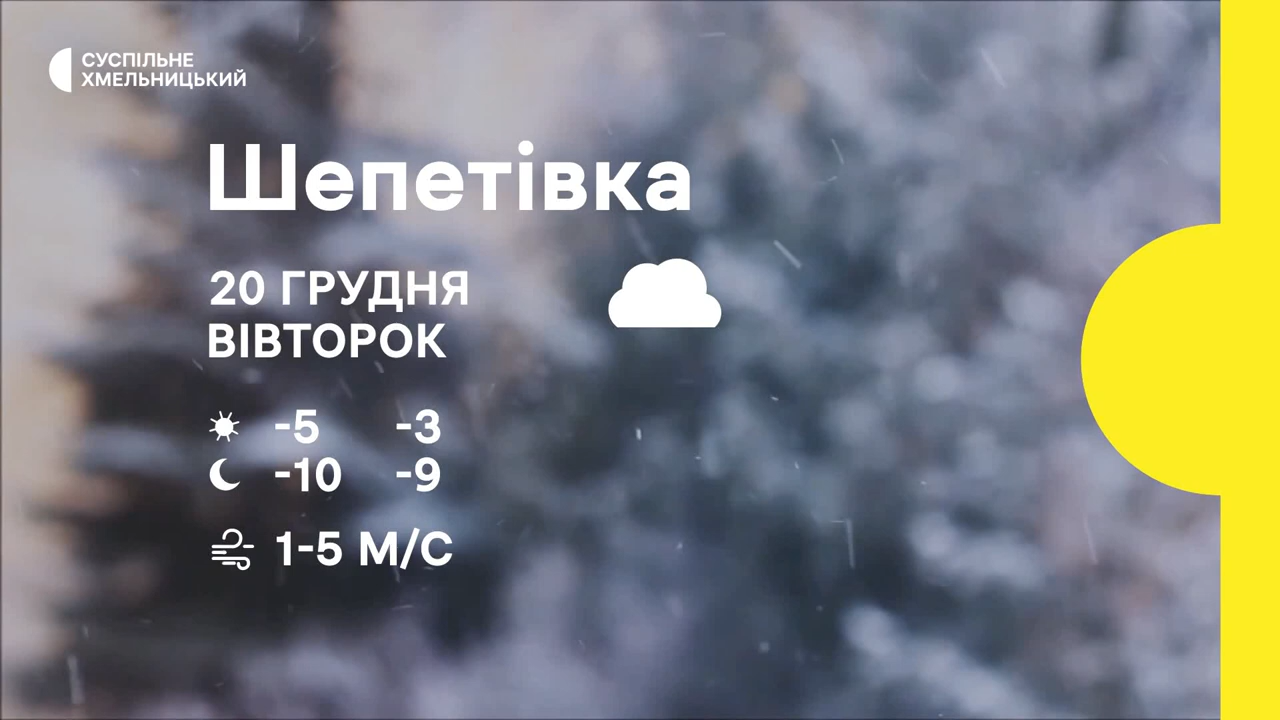 СУСПІЛЬНЕ
ХМЕЛЬНИЦЬКИЙ
Шепетівка
20 ГРУДНЯ
ВІВТОРОК
-5 -3
-10 -9
1-5 М/С